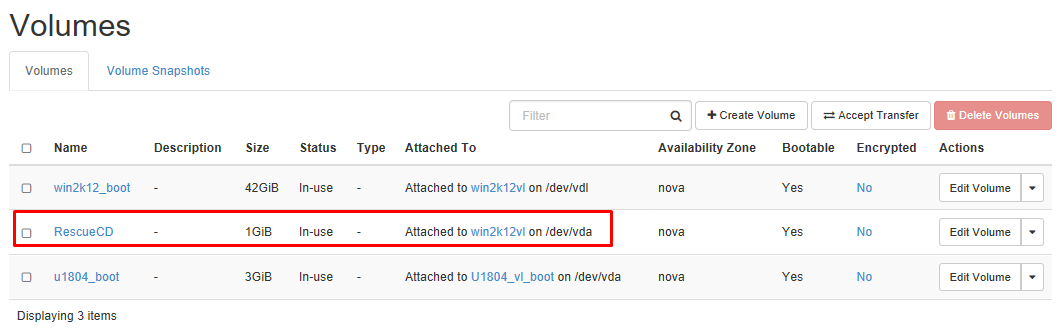 Volumes
Volumes Volume Snapshots
Filter Create Volume Accept Transfer Delete Volumes
Name Description Size Status Type Attached To Availability Zone Bootable Encrypted Actions
win2k12_boot - 42GiB In-use - Attached to win2k12vl on /dev/vdl nova Yes No Edit Volume
RescueCD - 1GiB In-use - Attached to win2k12vl on /dev/vda nova Yes No Edit Volume
u1804_boot - 3GiB In-use - Attached to U1804_vl_boot on /dev/vda nova Yes No Edit Volume
Displaying 3 items